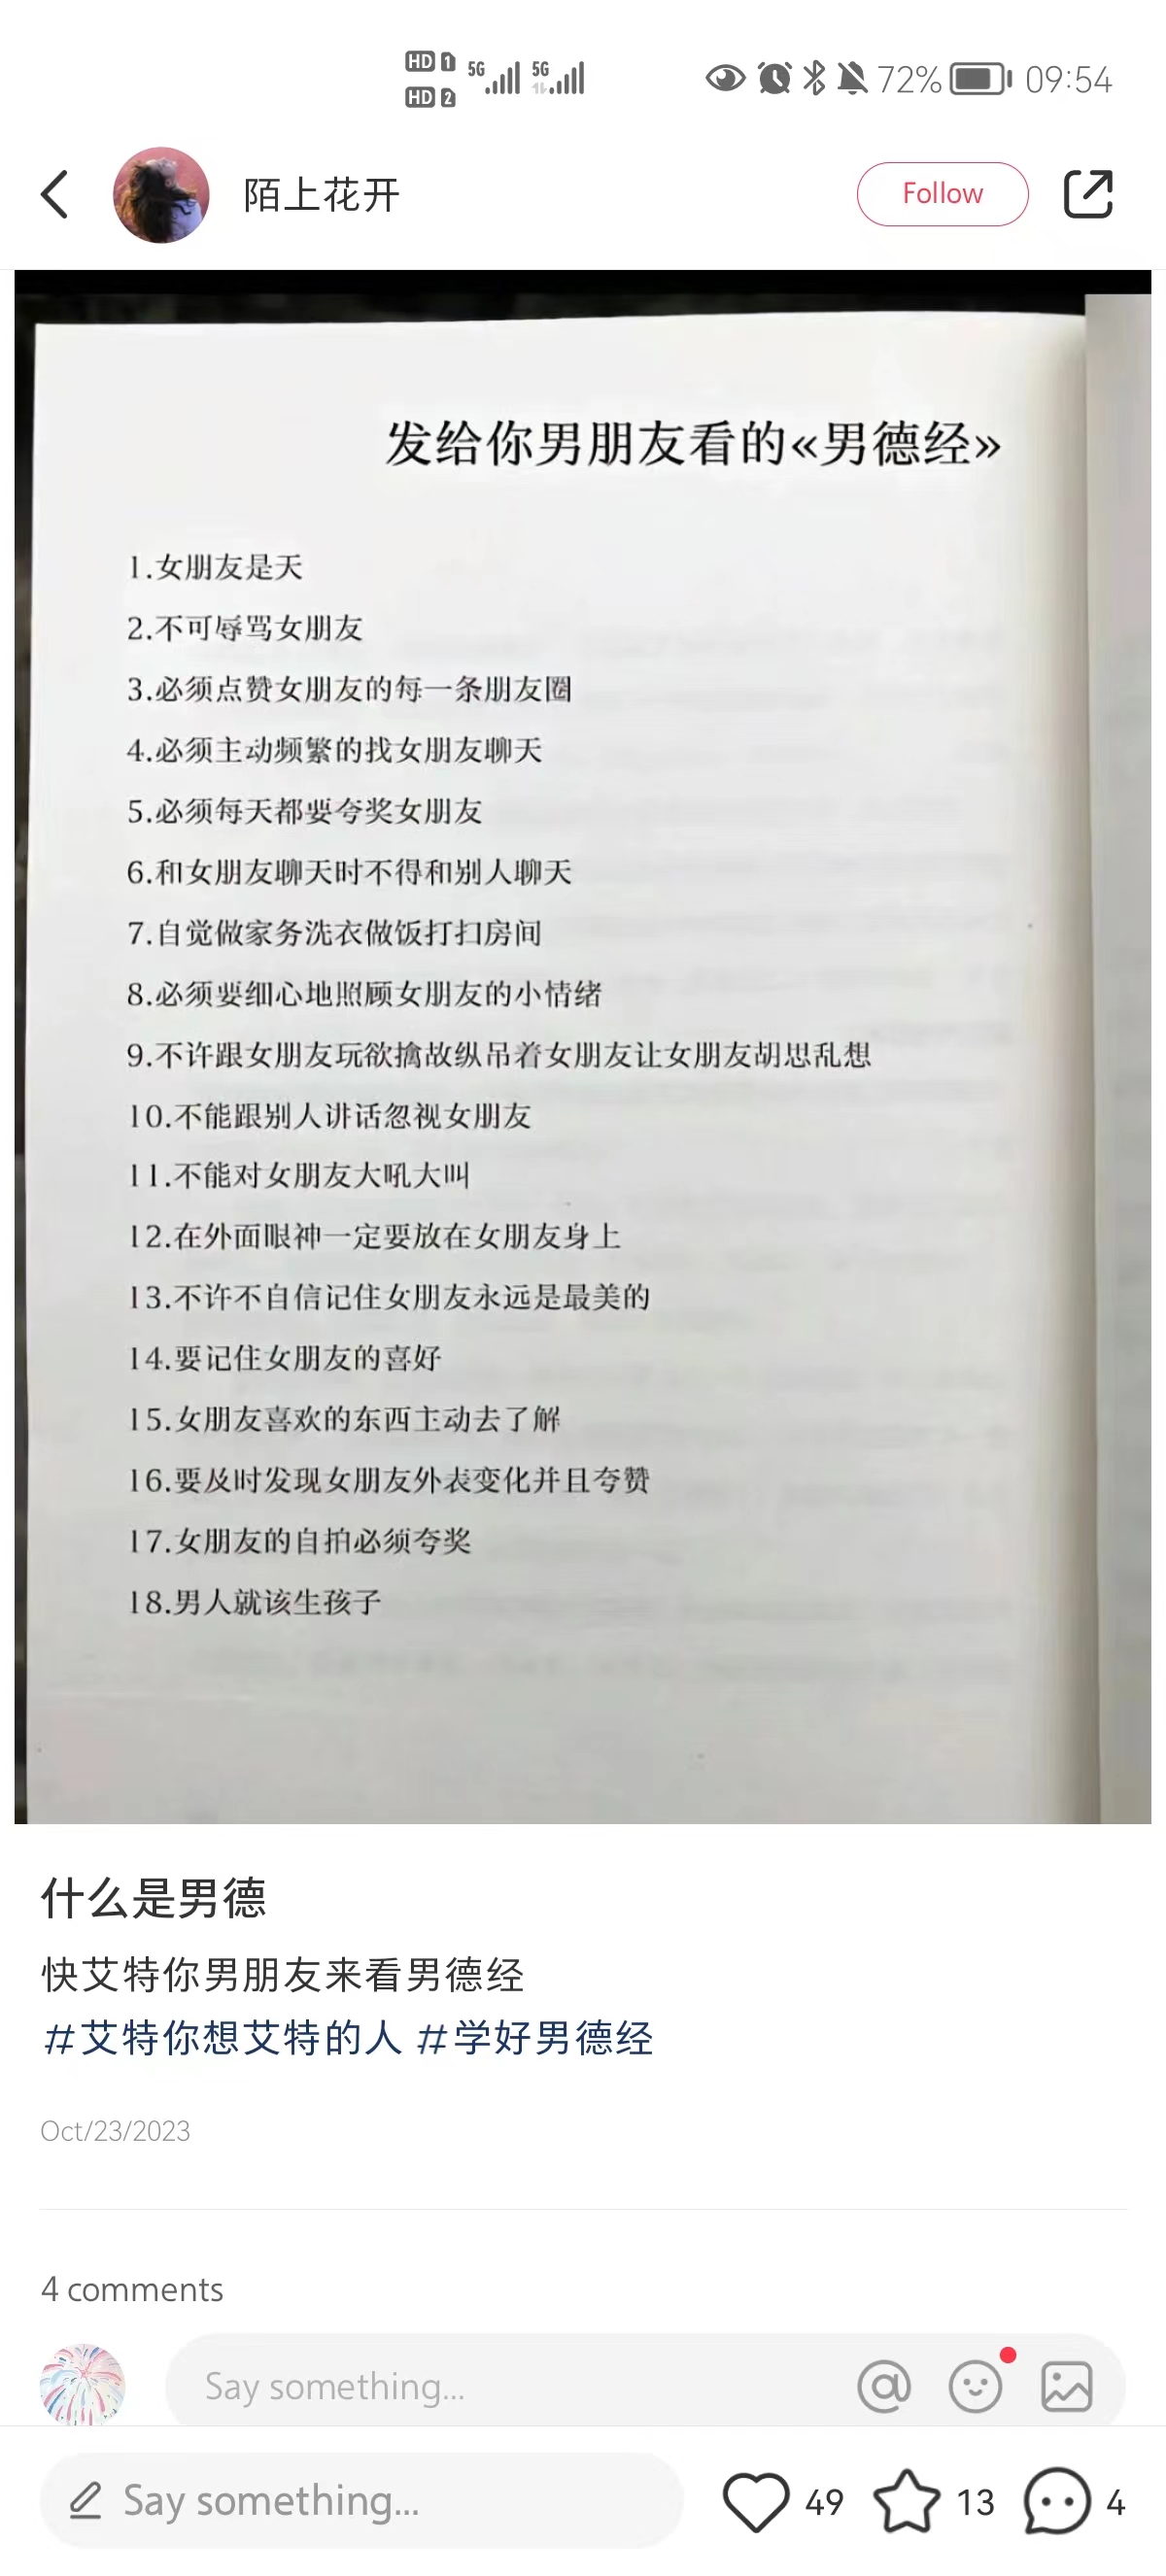 HD 1 5G 5G
HD 2
72% 09:54
陌上花开
Follow
发给你男朋友看的«男德经»
1.女朋友是天
2.不可辱骂女朋友
3.必须点赞女朋友的每一条朋友圈
4.必须主动频繁的找女朋友聊天
5.必须每天都要夸奖女朋友
6.和女朋友聊天时不得和别人聊天
7.自觉做家务洗衣做饭打扫房间
8.必须要细心地照顾女朋友的小情绪
9.不许跟女朋友玩欲擒故纵吊着女朋友让女朋友胡思乱想
10.不能跟别人讲话忽视女朋友
11.不能对女朋友大吼大叫
12.在外面眼神一定要放在女朋友身上
13.不许不自信记住女朋友永远是最美的
14.要记住女朋友的喜好
15.女朋友喜欢的东西主动去了解
16.要及时发现女朋友外表变化并且夸赞
17.女朋友的自拍必须夸奖
18.男人就该生孩子
什么是男德
快艾特你男朋友来看男德经
#艾特你想艾特的人 #学好男德经
Oct/23/2023
4 comments
Say something...
Say something...
49
13
4